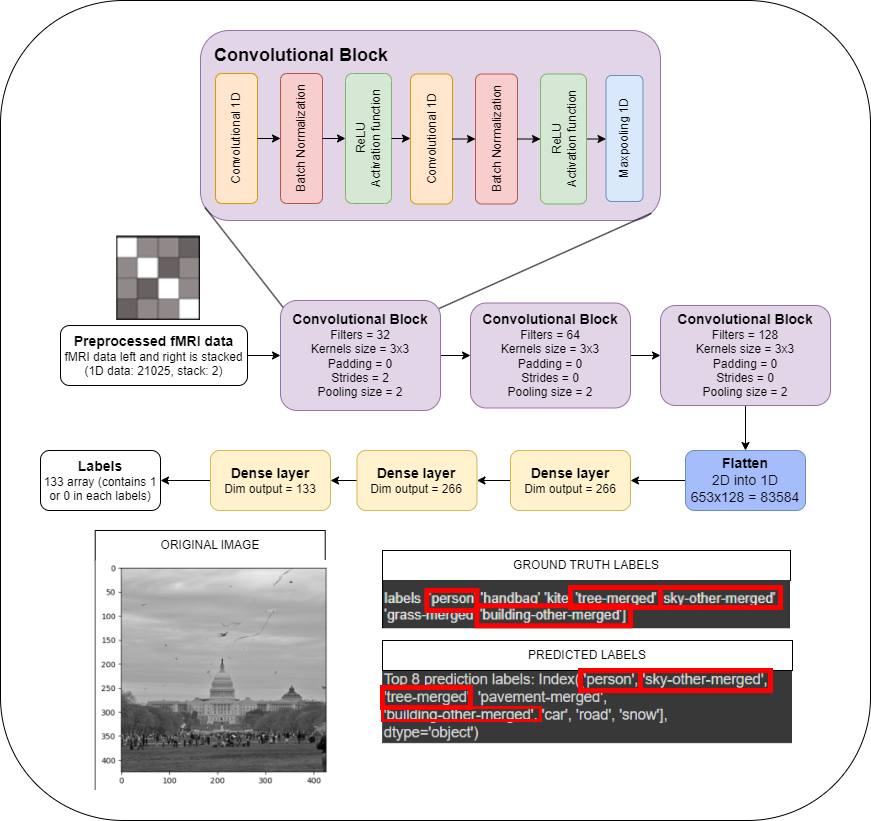 Convolutional Block
Convolutional 1D
Batch Normalization
ReLU
Activation function
Convolutional 1D
Batch Normalization
ReLU
Activation function
Maxpooling 1D
Preprocessed fMRI data
fMRI data left and right is stacked
(1D data: 21025, stack: 2)
Convolutional Block
Filters = 32
Kernels size = 3x3
Padding = 0
Strides = 2
Pooling size = 2
Convolutional Block
Filters = 64
Kernels size = 3x3
Padding = 0
Strides = 0
Pooling size = 2
Convolutional Block
Filters = 128
Kernels size = 3x3
Padding = 0
Strides = 0
Pooling size = 2
Labels
133 array (contains 1
or 0 in each labels)
Dense layer
Dim output = 133
Dense layer
Dim output = 266
Dense layer
Dim output = 266
Flatten
2D into 1D
653x128 = 83584
ORIGINAL IMAGE
0
50
100
150
200
250
300
350
400
0
100
200
300
400
GROUND TRUTH LABELS
labels 'person' 'handbag' 'kite' 'tree-merged' 'sky-other-merged'
'grass-merged' 'building-other-merged']
PREDICTED LABELS
Top 8 prediction labels: Index(['person', 'sky-other-merged',
'tree-merged', 'pavement-merged',
'building-other-merged', 'car', 'road', 'snow'],
dtype='object')